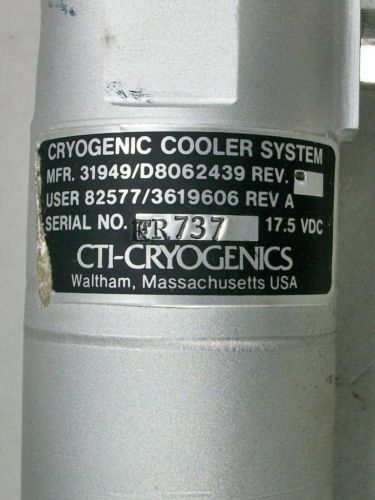 CRYOGENIC COOLER SYSTEM
MFR. 31949/D8062439 REV.
USER 82577/3619606 REV A
SERIAL NO. 737 17.5 VDC
CTI-CRYOGENICS
Waltham, Massachusetts USA